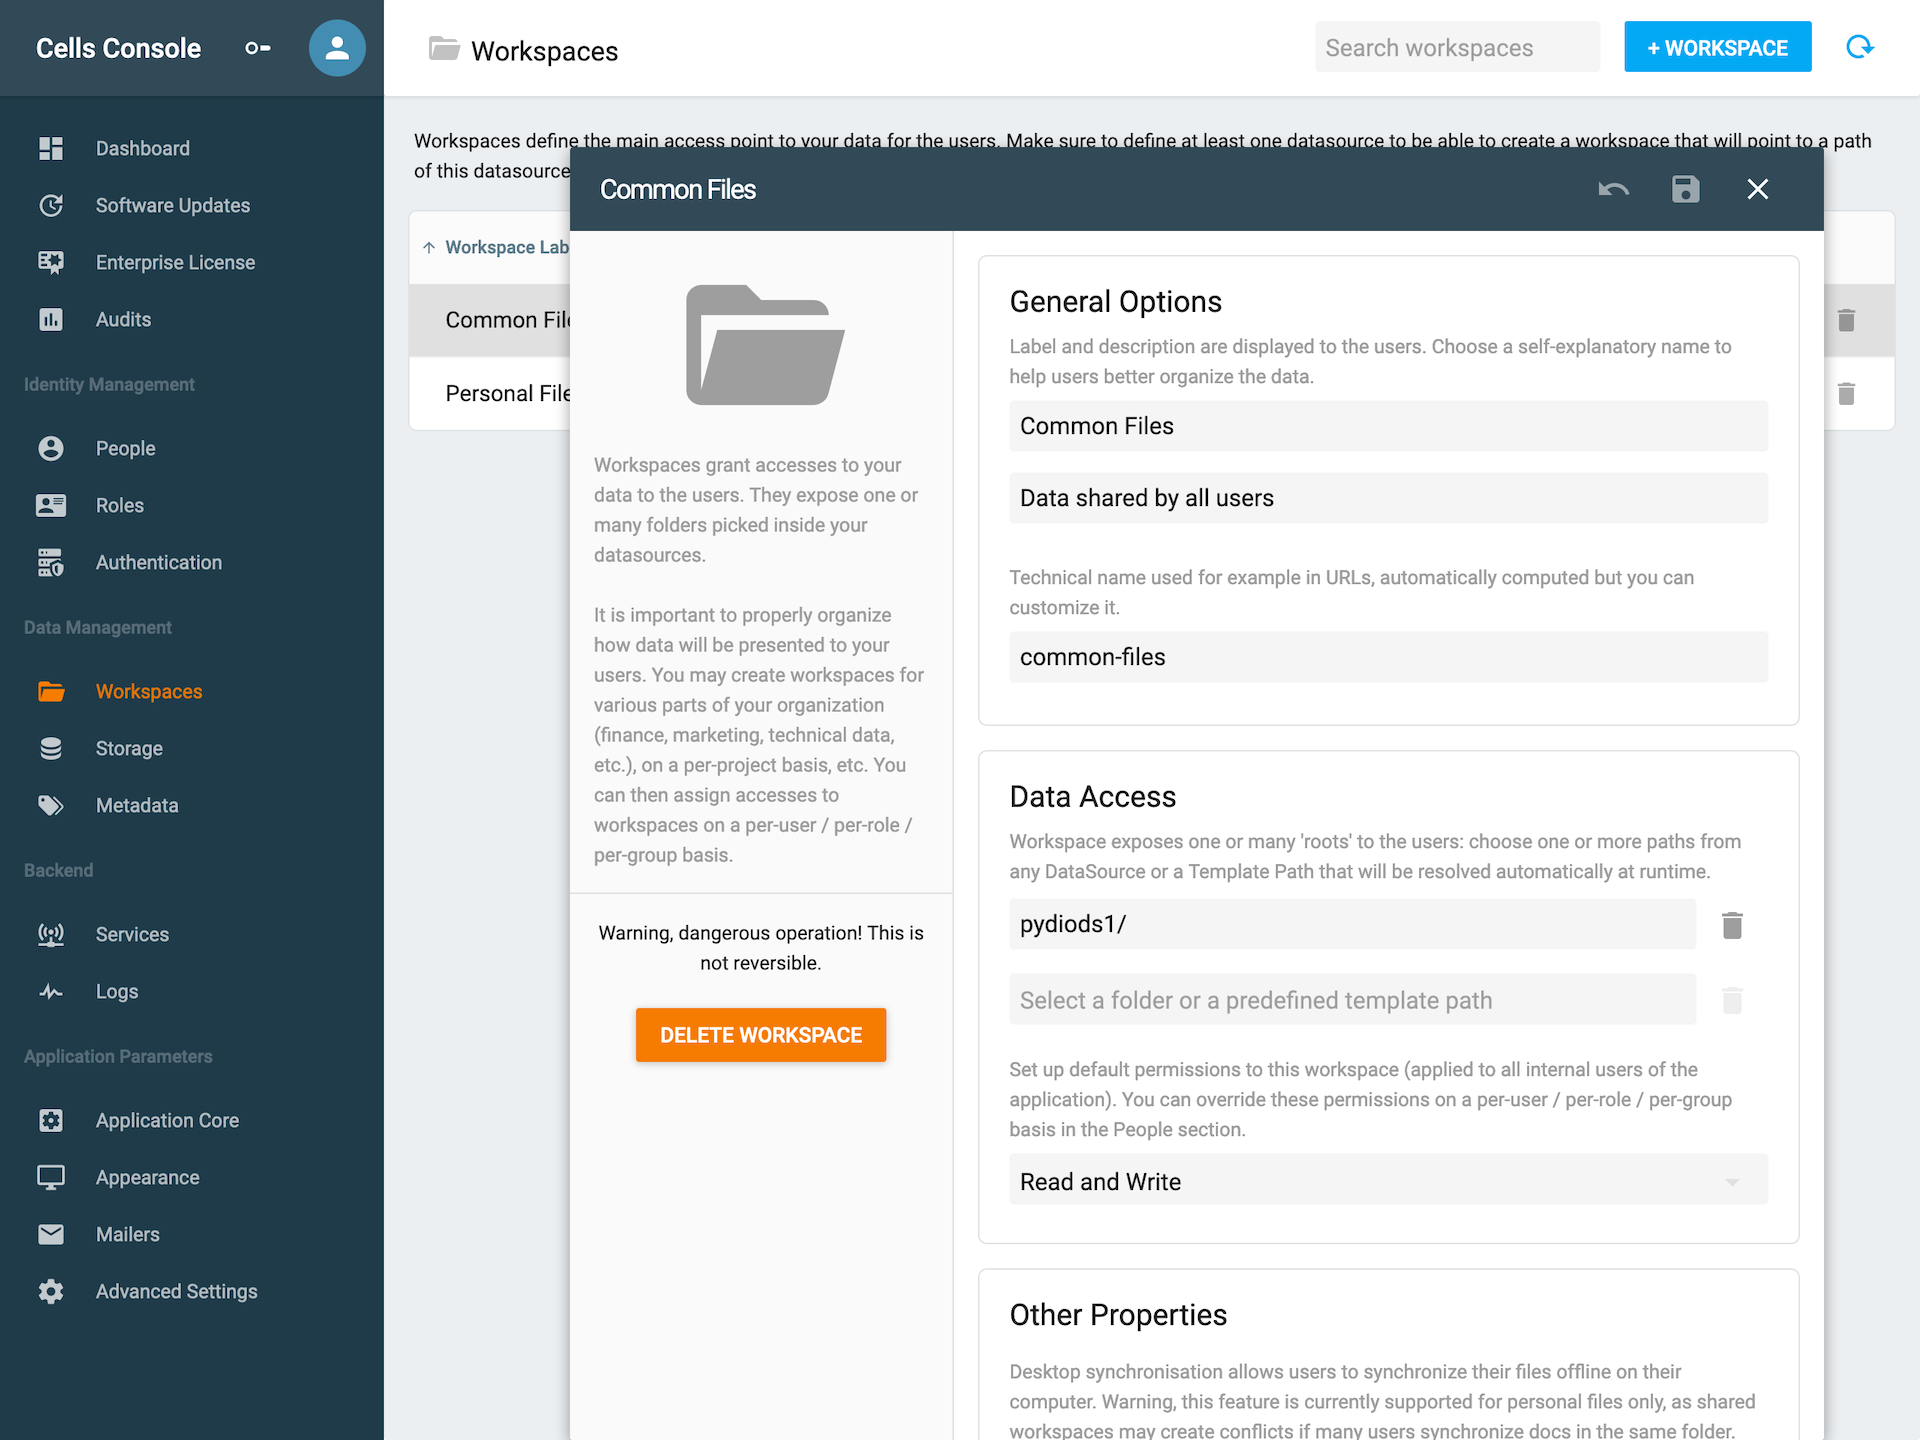 Cells Console
Dashboard
Software Updates
Enterprise License
Audits
Identity Management
People
Roles
Authentication
Data Management
Workspaces
Storage
Metadata
Backend
Services
Logs
Application Parameters
Application Core
Appearance
Mailers
Advanced Settings
Workspaces
Search workspaces
+ WORKSPACE
Workspaces define the main access point to your data for the users. Make sure to define at least one datasource to be able to create a workspace that will point to a path
of this datasource
Workspace Lab
Common File
Personal File
Common Files
Workspaces grant accesses to your
data to the users. They expose one or
many folders picked inside your
datasources.
It is important to properly organize
how data will be presented to your
users. You may create workspaces for
various parts of your organization
(finance, marketing, technical data,
etc.), on a per-project basis, etc. You
can then assign accesses to
workspaces on a per-user / per-role /
per-group basis.
Warning, dangerous operation! This is
not reversible.
DELETE WORKSPACE
General Options
Label and description are displayed to the users. Choose a self-explanatory name to
help users better organize the data.
Common Files
Data shared by all users
Technical name used for example in URLs, automatically computed but you can
customize it.
common-files
Data Access
Workspace exposes one or many 'roots' to the users: choose one or more paths from
any DataSource or a Template Path that will be resolved automatically at runtime.
pydiods1/
Select a folder or a predefined template path
Set up default permissions to this workspace (applied to all internal users of the
application). You can override these permissions on a per-user / per-role / per-group
basis in the People section.
Read and Write
Other Properties
Desktop synchronisation allows users to synchronize their files offline on their
computer. Warning, this feature is currently supported for personal files only, as shared
workspaces may create conflicts if many users synchronize docs in the same folder.